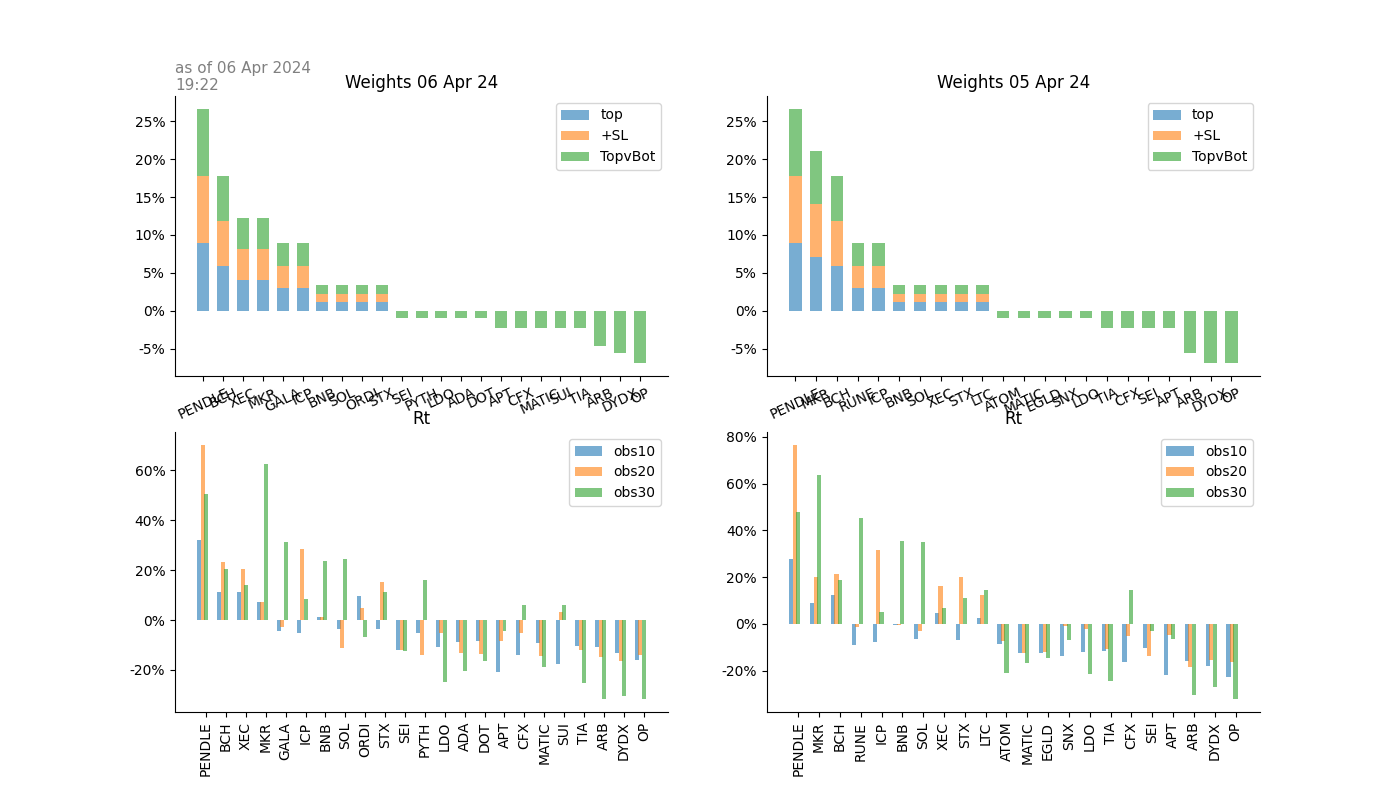 as of 06 Apr 2024
19:22
Weights 06 Apr 24
25%
20%
15%
10%
5%
0%
-5%
top
+SL
TopvBot
PENDLE
BCH
XEC
MKR
GALA
ICP
BNB
SOL
ORDI
STX
SEI
PYTH
LDO
ADA
DOT
APT
CFX
MATIC
SUI
TIA
ARB
DYDX
OP
Weights 05 Apr 24
25%
20%
15%
10%
5%
0%
-5%
top
+SL
TopvBot
PENDLE
MKR
BCH
RUNE
ICP
BNB
SOL
XEC
STX
LTC
ATOM
MATIC
EGLD
SNX
LDO
TIA
CFX
SEI
APT
ARB
DYDX
OP
Rt
60%
40%
20%
0%
-20%
obs10
obs20
obs30
PENDLE
BCH
XEC
MKR
GALA
ICP
BNB
SOL
ORDI
STX
SEI
PYTH
LDO
ADA
DOT
APT
CFX
MATIC
SUI
TIA
ARB
DYDX
OP
Rt
80%
60%
40%
20%
0%
-20%
obs10
obs20
obs30
PENDLE
MKR
BCH
RUNE
ICP
BNB
SOL
XEC
STX
LTC
ATOM
MATIC
EGLD
SNX
LDO
TIA
CFX
SEI
APT
ARB
DYDX
OP